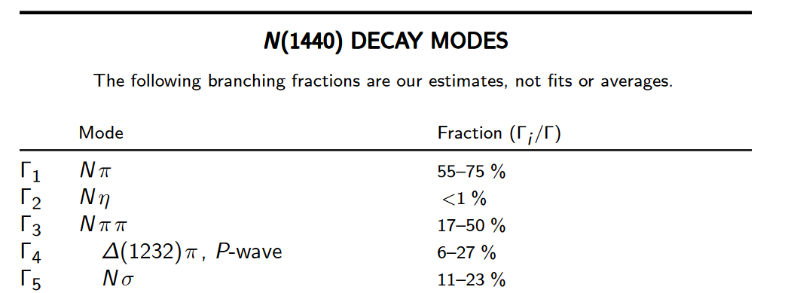 N(1440) DECAY MODES
The following branching fractions are our estimates, not fits or averages.
Mode Fraction (Γᵢ/Γ)
Γ₁ Nπ 55–75 %
Γ₂ Nη <1 %
Γ₃ Nππ 17–50 %
Γ₄ Δ(1232)π, P-wave 6–27 %
Γ₅ Nσ 11–23 %